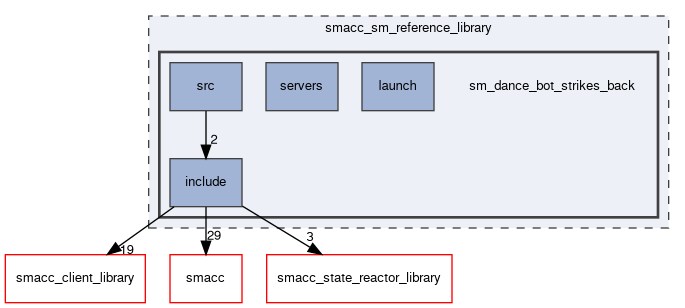 smacc_sm_reference_library
src
servers
launch
sm_dance_bot_strikes_back
2
include
19
29
3
smacc_client_library
smacc
smacc_state_reactor_library